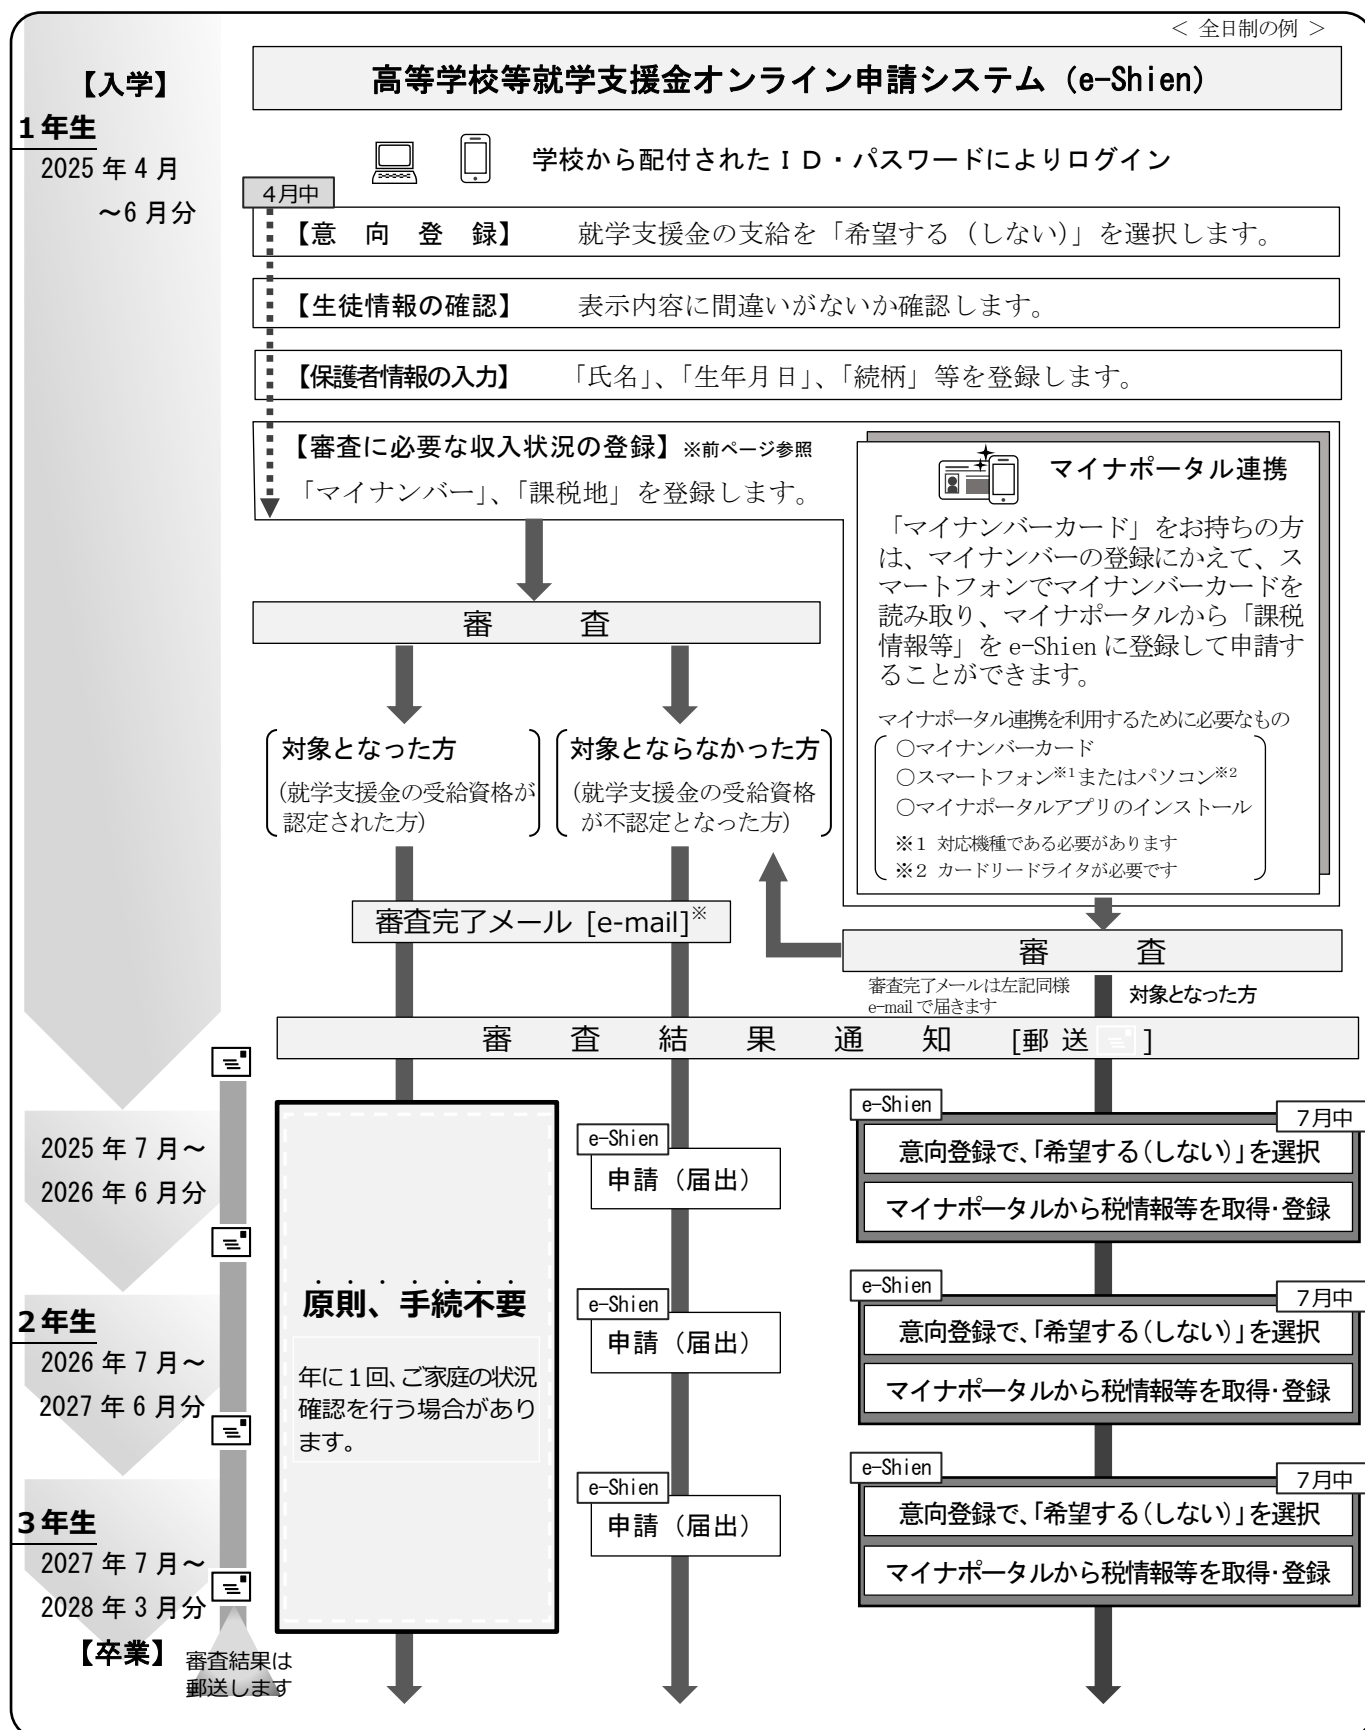 < 全日制の例 >
【入学】
1年生
2025 年 4 月
～6 月分
高等学校等就学支援金オンライン申請システム（e-Shien）
学校から配付されたＩＤ・パスワードによりログイン
4月中
【意　向　登　録】　就学支援金の支給を「希望する（しない）」を選択します。
【生徒情報の確認】　表示内容に間違いがないか確認します。
【保護者情報の入力】　「氏名」、「生年月日」、「続柄」等を登録します。
【審査に必要な収入状況の登録】※前ページ参照
「マイナンバー」、「課税地」を登録します。
マイナポータル連携
「マイナンバーカード」をお持ちの方
は、マイナンバーの登録にかえて、ス
マートフォンでマイナンバーカードを
読み取り、マイナポータルから「課税
情報等」を e-Shien に登録して申請す
ることができます。
マイナポータル連携を利用するために必要なもの
○マイナンバーカード
○スマートフォン※1またはパソコン※2
○マイナポータルアプリのインストール
※１ 対応機種である必要があります
※２ カードリードライタが必要です
審　査
対象となった方
(就学支援金の受給資格が
認定された方)
対象とならなかった方
(就学支援金の受給資格
が不認定となった方)
審査完了メール [e-mail]※
審　査
審査完了メールは左記同様
e-mail で届きます
対象となった方
審　査　結　果　通　知　[郵 送 ]
2025 年 7 月～
2026 年 6 月分
原則、手続不要
年に１回、ご家庭の状況
確認を行う場合があり
ます。
e-Shien
申請（届出）
e-Shien
7月中
意向登録で、「希望する(しない)」を選択
マイナポータルから税情報等を取得･登録
2年生
2026 年 7 月～
2027 年 6 月分
e-Shien
申請（届出）
e-Shien
7月中
意向登録で、「希望する(しない)」を選択
マイナポータルから税情報等を取得･登録
3年生
2027 年 7 月～
2028 年 3 月分
【卒業】
審査結果は
郵送します
e-Shien
申請（届出）
e-Shien
7月中
意向登録で、「希望する(しない)」を選択
マイナポータルから税情報等を取得･登録